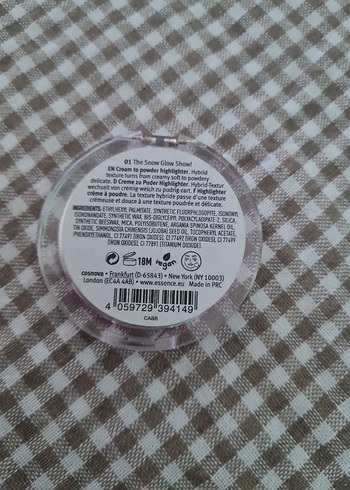 01 The Snow Glow Show!
EN Cream to powder highlighter. Hybrid
texture turns from creamy soft to powdery
delicate. D Creme zu Puder Highlighter. Hybrid-Textur
wechselt von cremig-weich zu pudrig-zart. F Highlighter
crème à poudre. La texture hybride passe d'une texture
crémeuse et douce à une texture poudrée et délicate.
INGREDIENTS: ETHYLHEXYL PALMITATE, SYNTHETIC FLUORPHLOGOPITE, ISONONYL
ISONONANOATE, SYNTHETIC WAX, BIS-DIGLYCERYL POLYACYLADIPATE-2, SILICA,
SYNTHETIC BEESWAX, MICA, POLYISOBUTENE, ARGANIA SPINOSA KERNEL OIL,
TIN OXIDE, SIMMONDSIA CHINENSIS (JOJOBA) SEED OIL, TOCOPHERYL ACETATE,
PHENOXYETHANOL, CI 77491 (IRON OXIDES), CI 77492 (IRON OXIDES), CI 77499
(IRON OXIDES), CI 77891 (TITANIUM DIOXIDE).
18M vegan
cosnova • Frankfurt (D-65843) • New York (NY 10003)
London (EC4A 4AB) • www.essence.eu Made in PRC
4 059729 394149
CABB